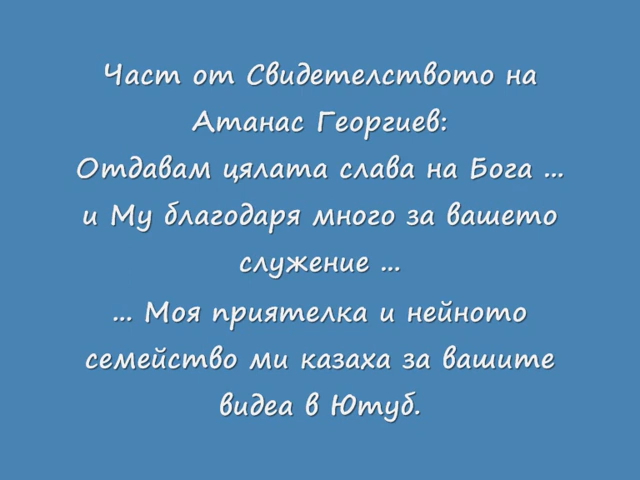 Част от Свидетелството на
Атанас Георгиев:
Отдавам цялата слава на Бога ...
и Му благодаря много за вашето
служение ...
... Моя приятелка и нейното
семейство ми казаха за вашите
видеа в Ютуб.